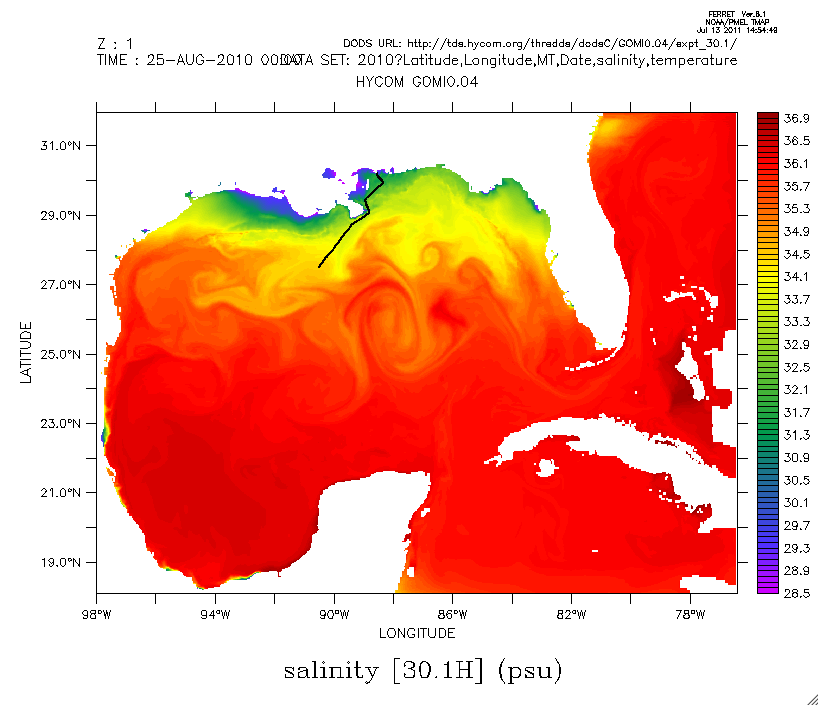 FERRET Ver.6.1
NOAA/PMEL TMAP
Jul 13 2011 14:54:49
Z : 1
DODS URL: http://tds.hycom.org/thredds/dodsC/GOMl0.04/expt_30.1/
TIME : 25-AUG-2010 00:00
DATA SET: 2010?Latitude,Longitude,MT,Date,salinity,temperature
HYCOM GOMl0.04
31.0°N
29.0°N
27.0°N
25.0°N
23.0°N
21.0°N
19.0°N
LATITUDE
98°W
94°W
90°W
86°W
82°W
78°W
LONGITUDE
36.9
36.5
36.1
35.7
35.3
34.9
34.5
34.1
33.7
33.3
32.9
32.5
32.1
31.7
31.3
30.9
30.5
30.1
29.7
29.3
28.9
28.5
salinity [30.1H] (psu)